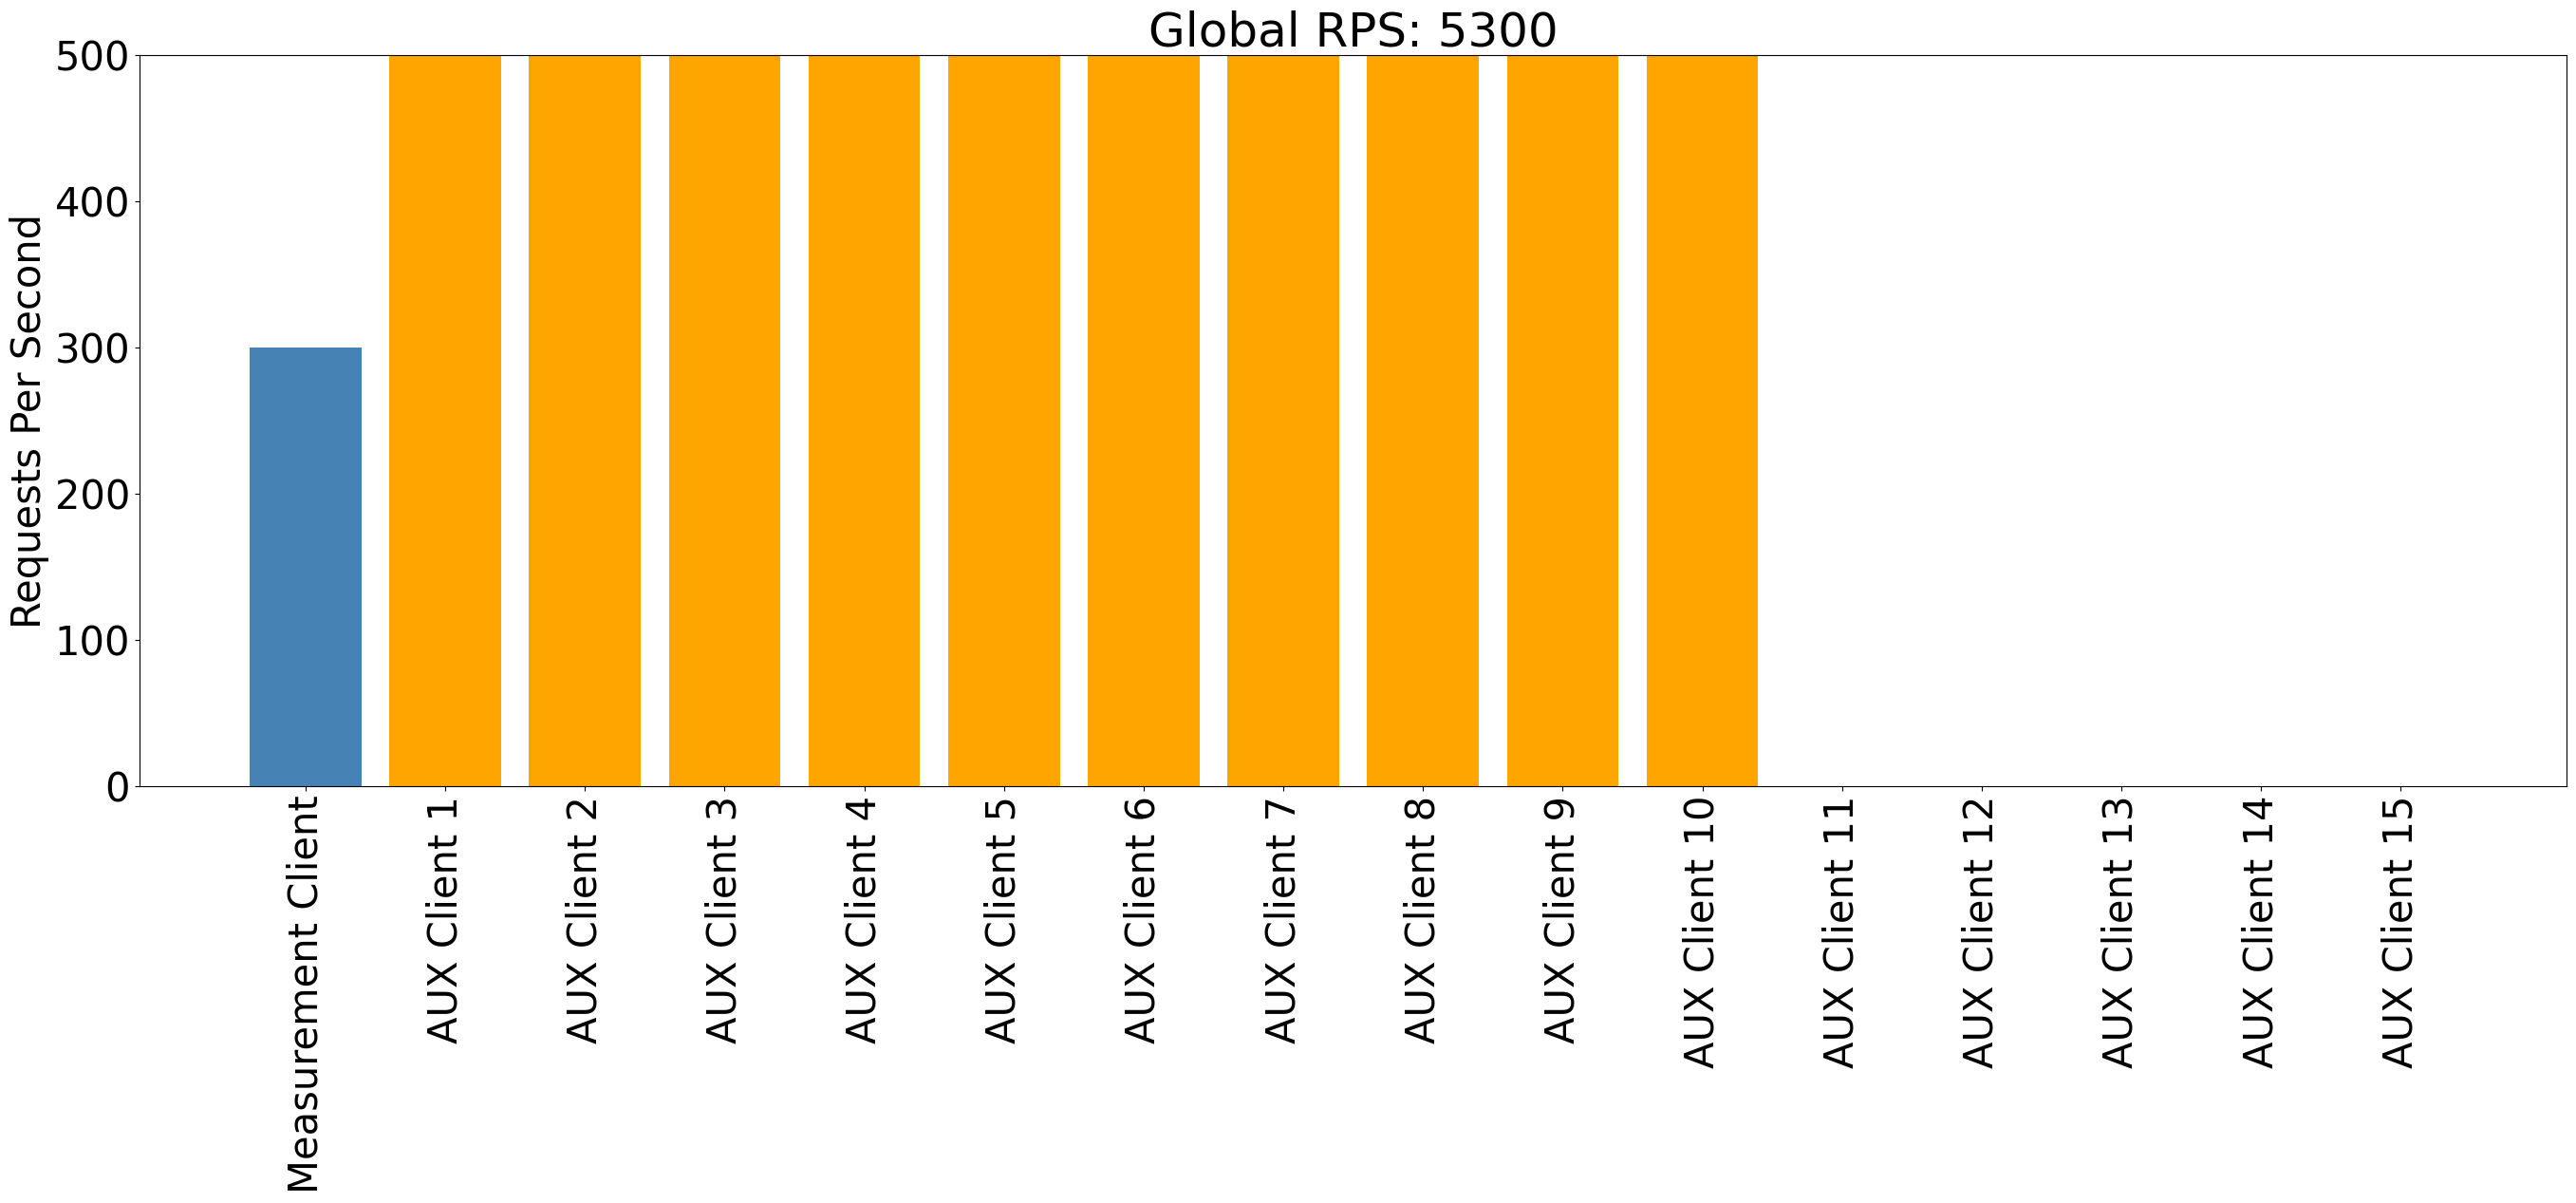 Global RPS: 5300
Requests Per Second
500
400
300
200
100
0
Measurement Client
AUX Client 1
AUX Client 2
AUX Client 3
AUX Client 4
AUX Client 5
AUX Client 6
AUX Client 7
AUX Client 8
AUX Client 9
AUX Client 10
AUX Client 11
AUX Client 12
AUX Client 13
AUX Client 14
AUX Client 15